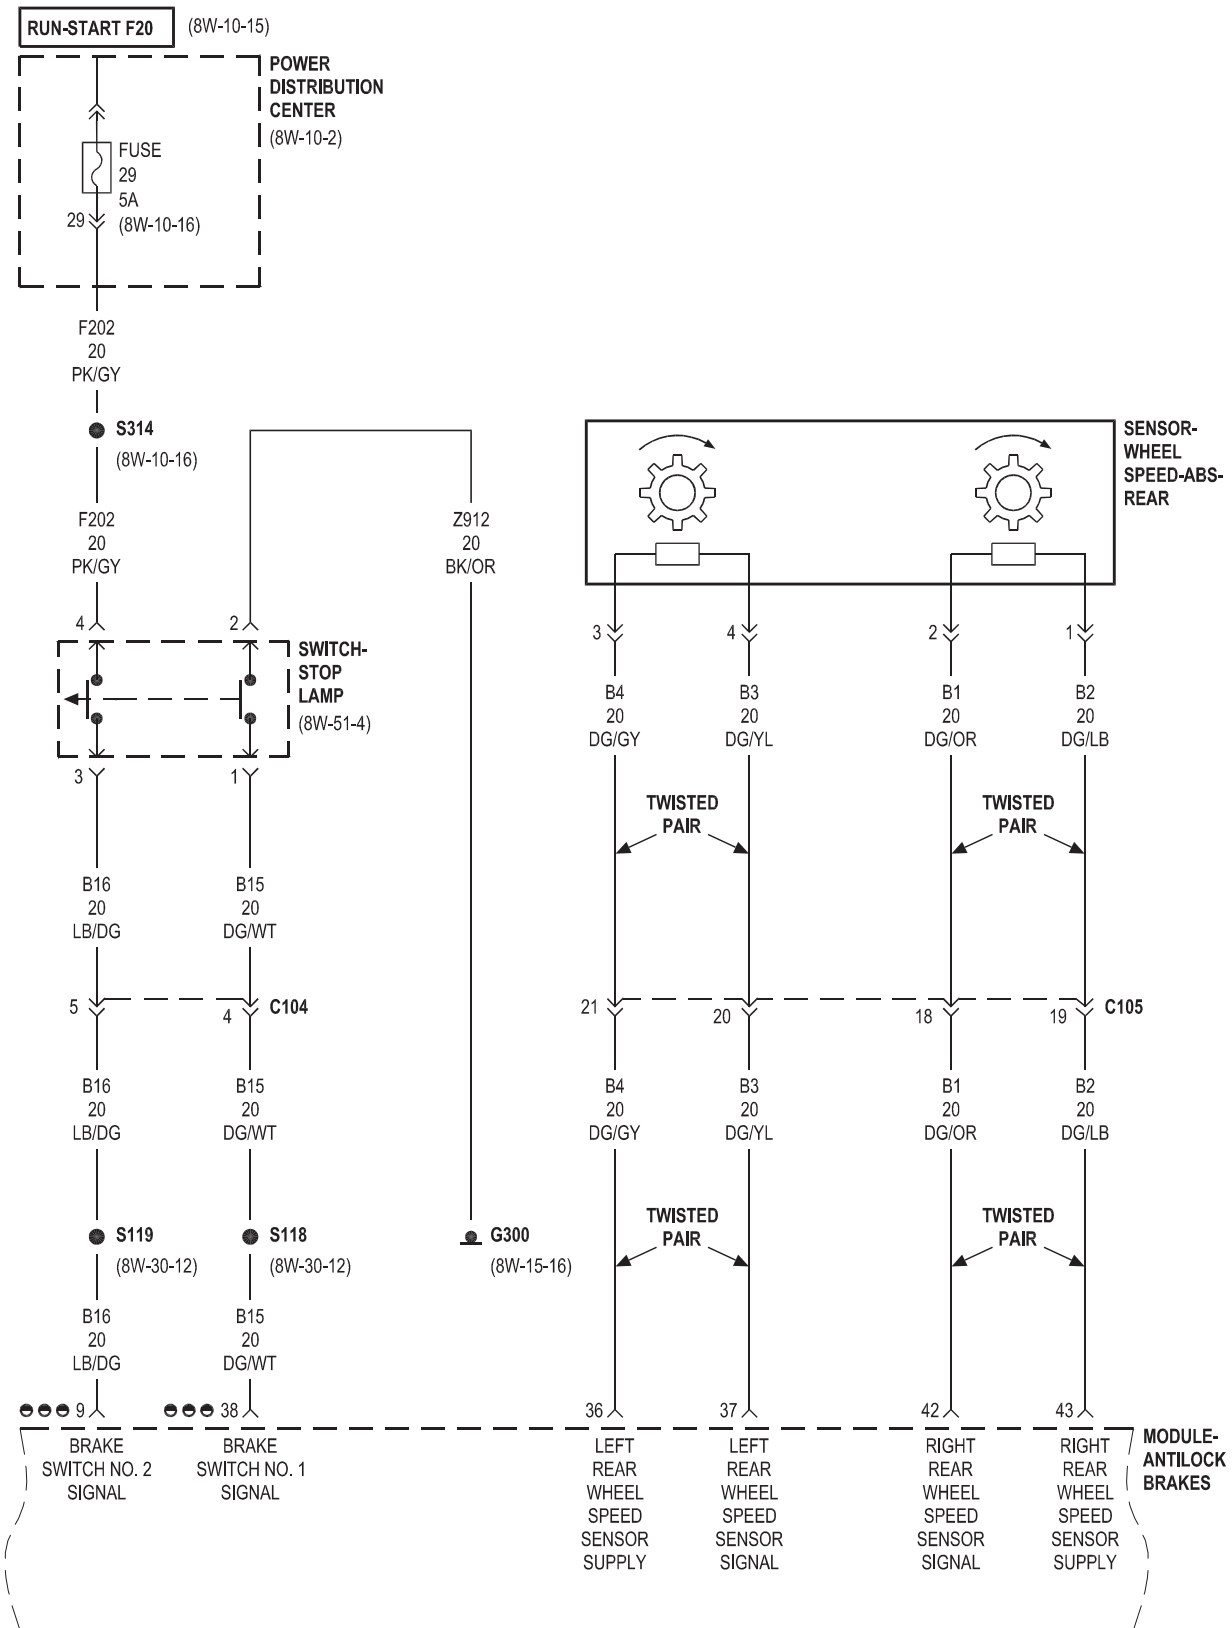 RUN-START F20 (8W-10-15)
POWER
DISTRIBUTION
CENTER
(8W-10-2)
FUSE
29
5A
(8W-10-16)
29
F202
20
PK/GY
S314
(8W-10-16)
F202
20
PK/GY
Z912
20
BK/OR
SENSOR-
WHEEL
SPEED-ABS-
REAR
4 2
SWITCH-
STOP
LAMP
(8W-51-4)
3 1
3 4 2 1
B4 B3 B1 B2
20 20 20 20
DG/GY DG/YL DG/OR DG/LB
TWISTED
PAIR
TWISTED
PAIR
B16 B15
20 20
LB/DG DG/WT
5 4 C104
21 20 18 19 C105
B16 B15 B4 B3 B1 B2
20 20 20 20 20 20
LB/DG DG/WT DG/GY DG/YL DG/OR DG/LB
S119
(8W-30-12)
S118
(8W-30-12)
G300
(8W-15-16)
TWISTED
PAIR
TWISTED
PAIR
B16 B15
20 20
LB/DG DG/WT
9 38 36 37 42 43
BRAKE
SWITCH NO. 2
SIGNAL
BRAKE
SWITCH NO. 1
SIGNAL
LEFT
REAR
WHEEL
SPEED
SENSOR
SUPPLY
LEFT
REAR
WHEEL
SPEED
SENSOR
SIGNAL
RIGHT
REAR
WHEEL
SPEED
SENSOR
SIGNAL
RIGHT
REAR
WHEEL
SPEED
SENSOR
SUPPLY
MODULE-
ANTILOCK
BRAKES